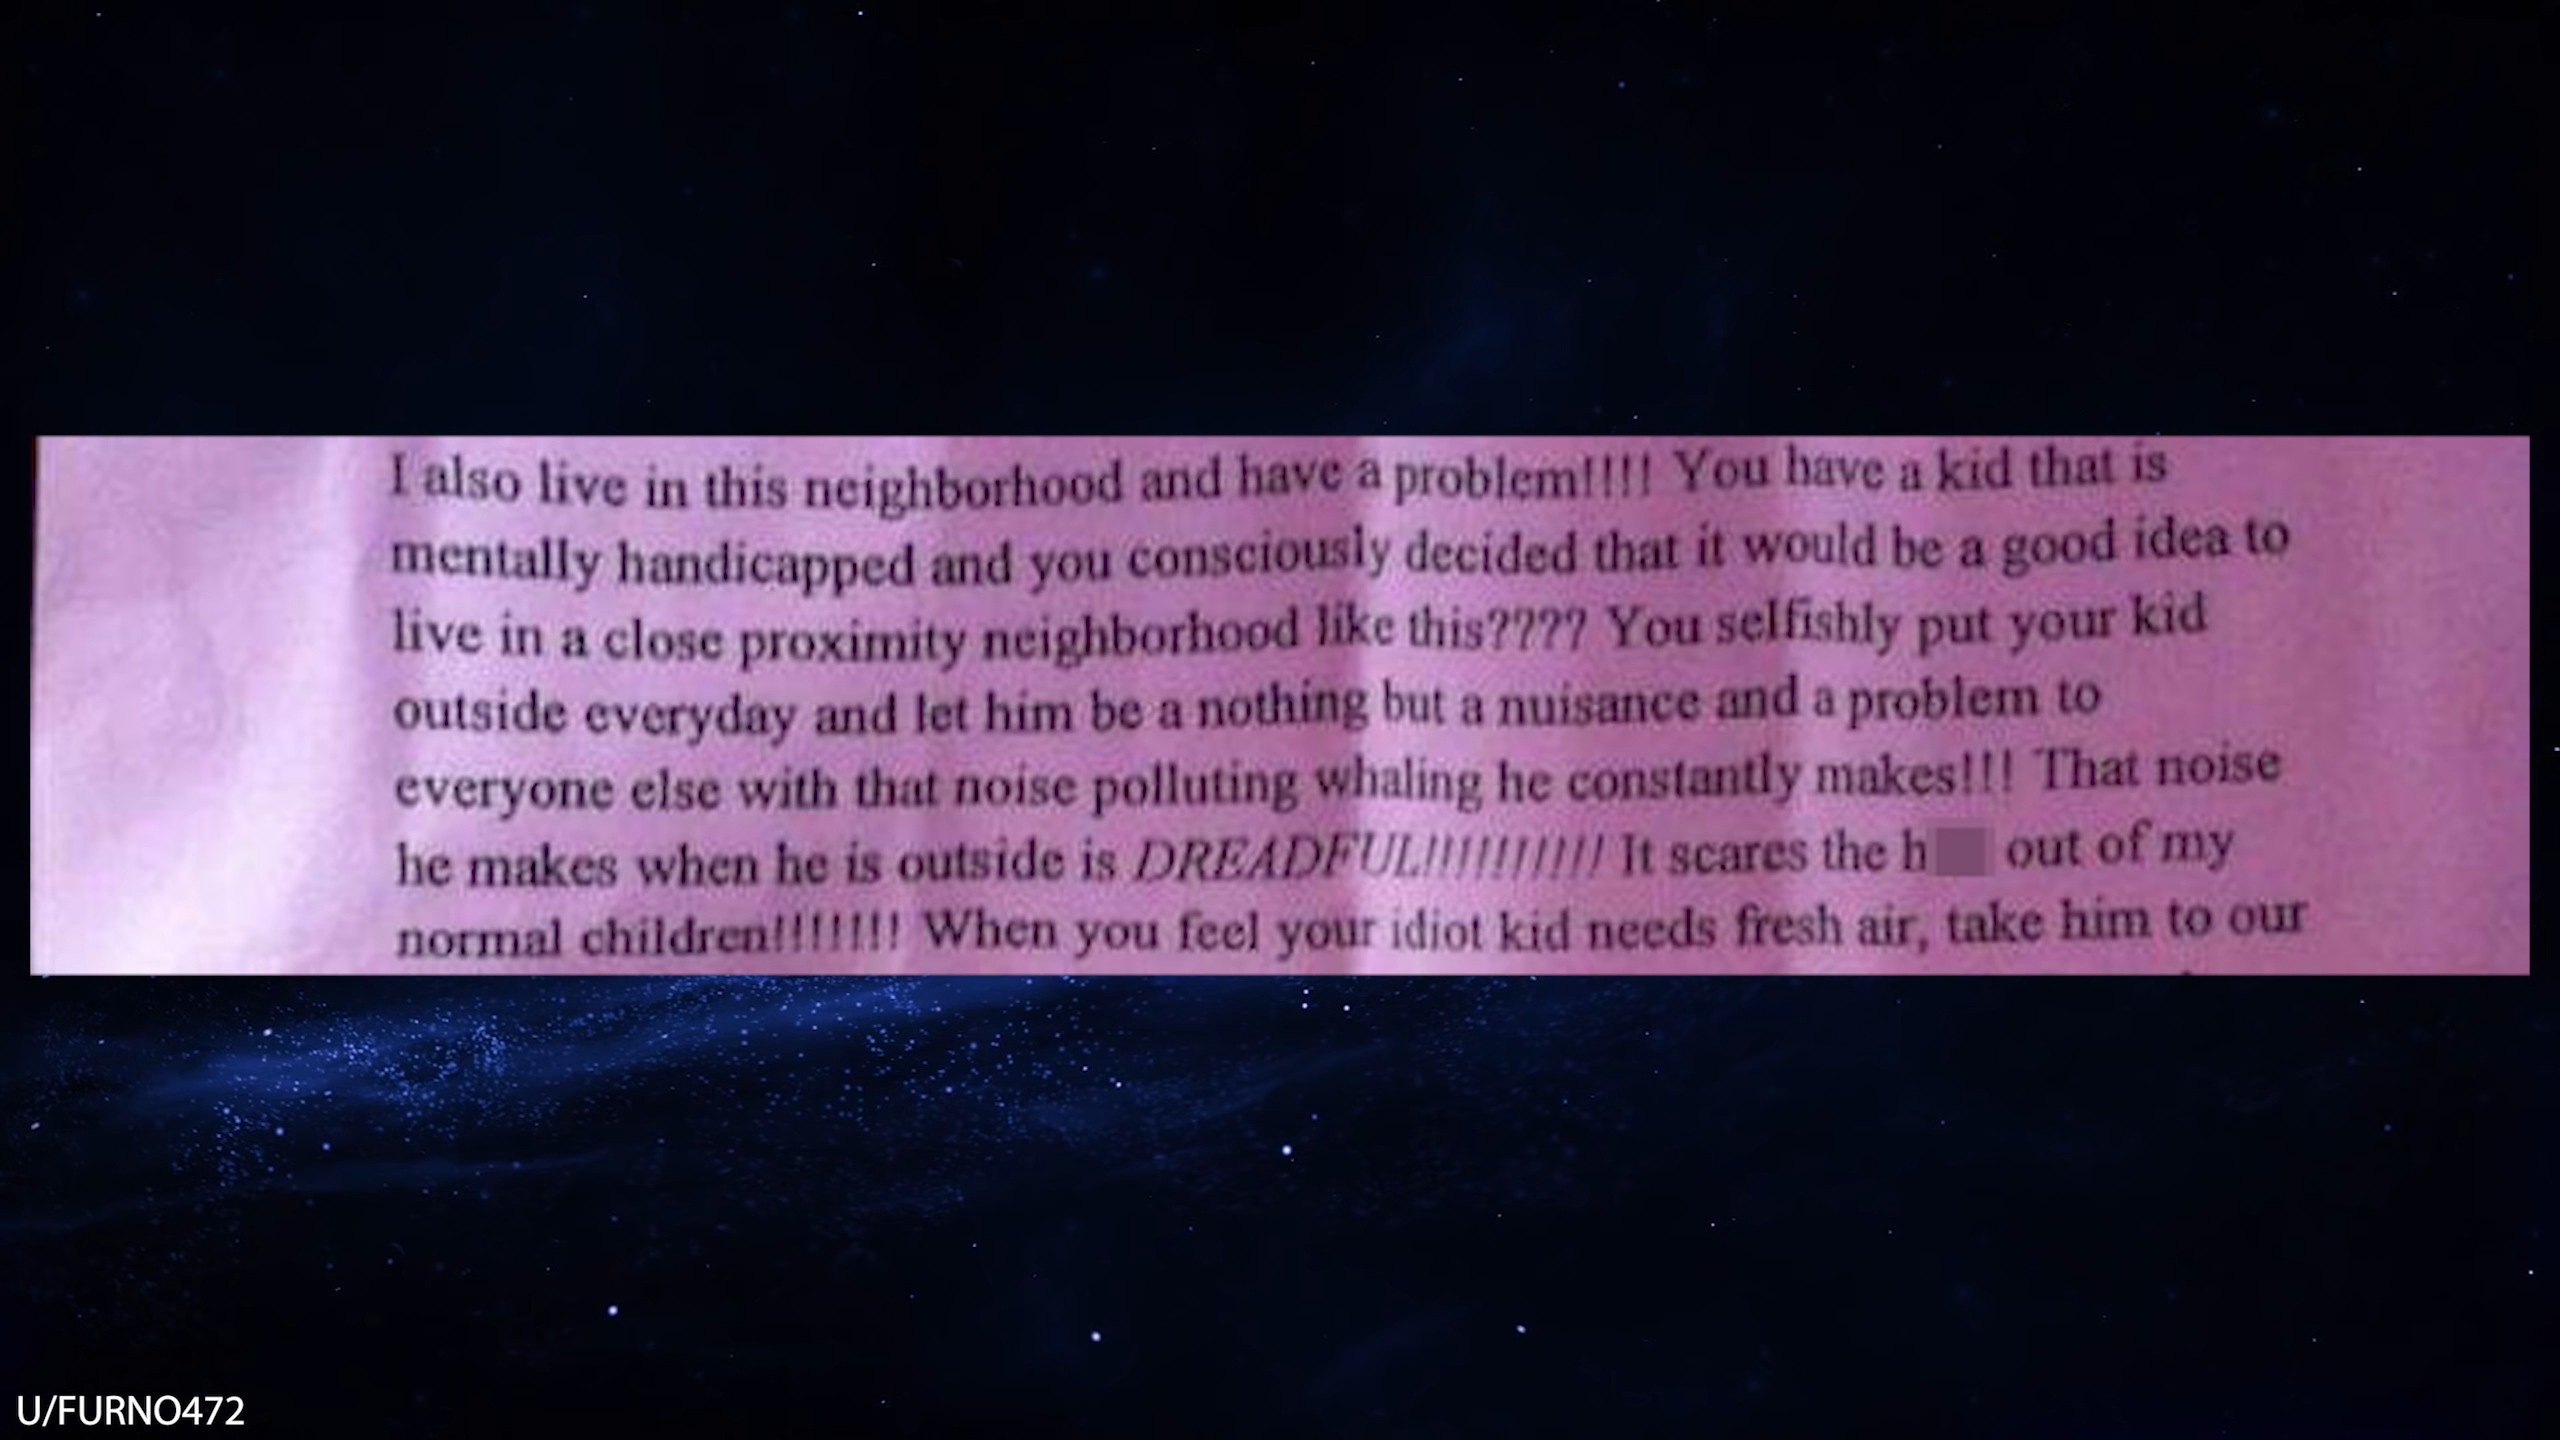 I also live in this neighborhood and have a problem!!!! You have a kid that is
mentally handicapped and you consciously decided that it would be a good idea to
live in a close proximity neighborhood like this???? You selfishly put your kid
outside everyday and let him be a nothing but a nuisance and a problem to
everyone else with that noise polluting whaling he constantly makes!!! That noise
he makes when he is outside is DREADFUL!!!!!!!!!!! It scares the h out of my
normal children!!!!!!! When you feel your idiot kid needs fresh air, take him to our
U/FURNO472